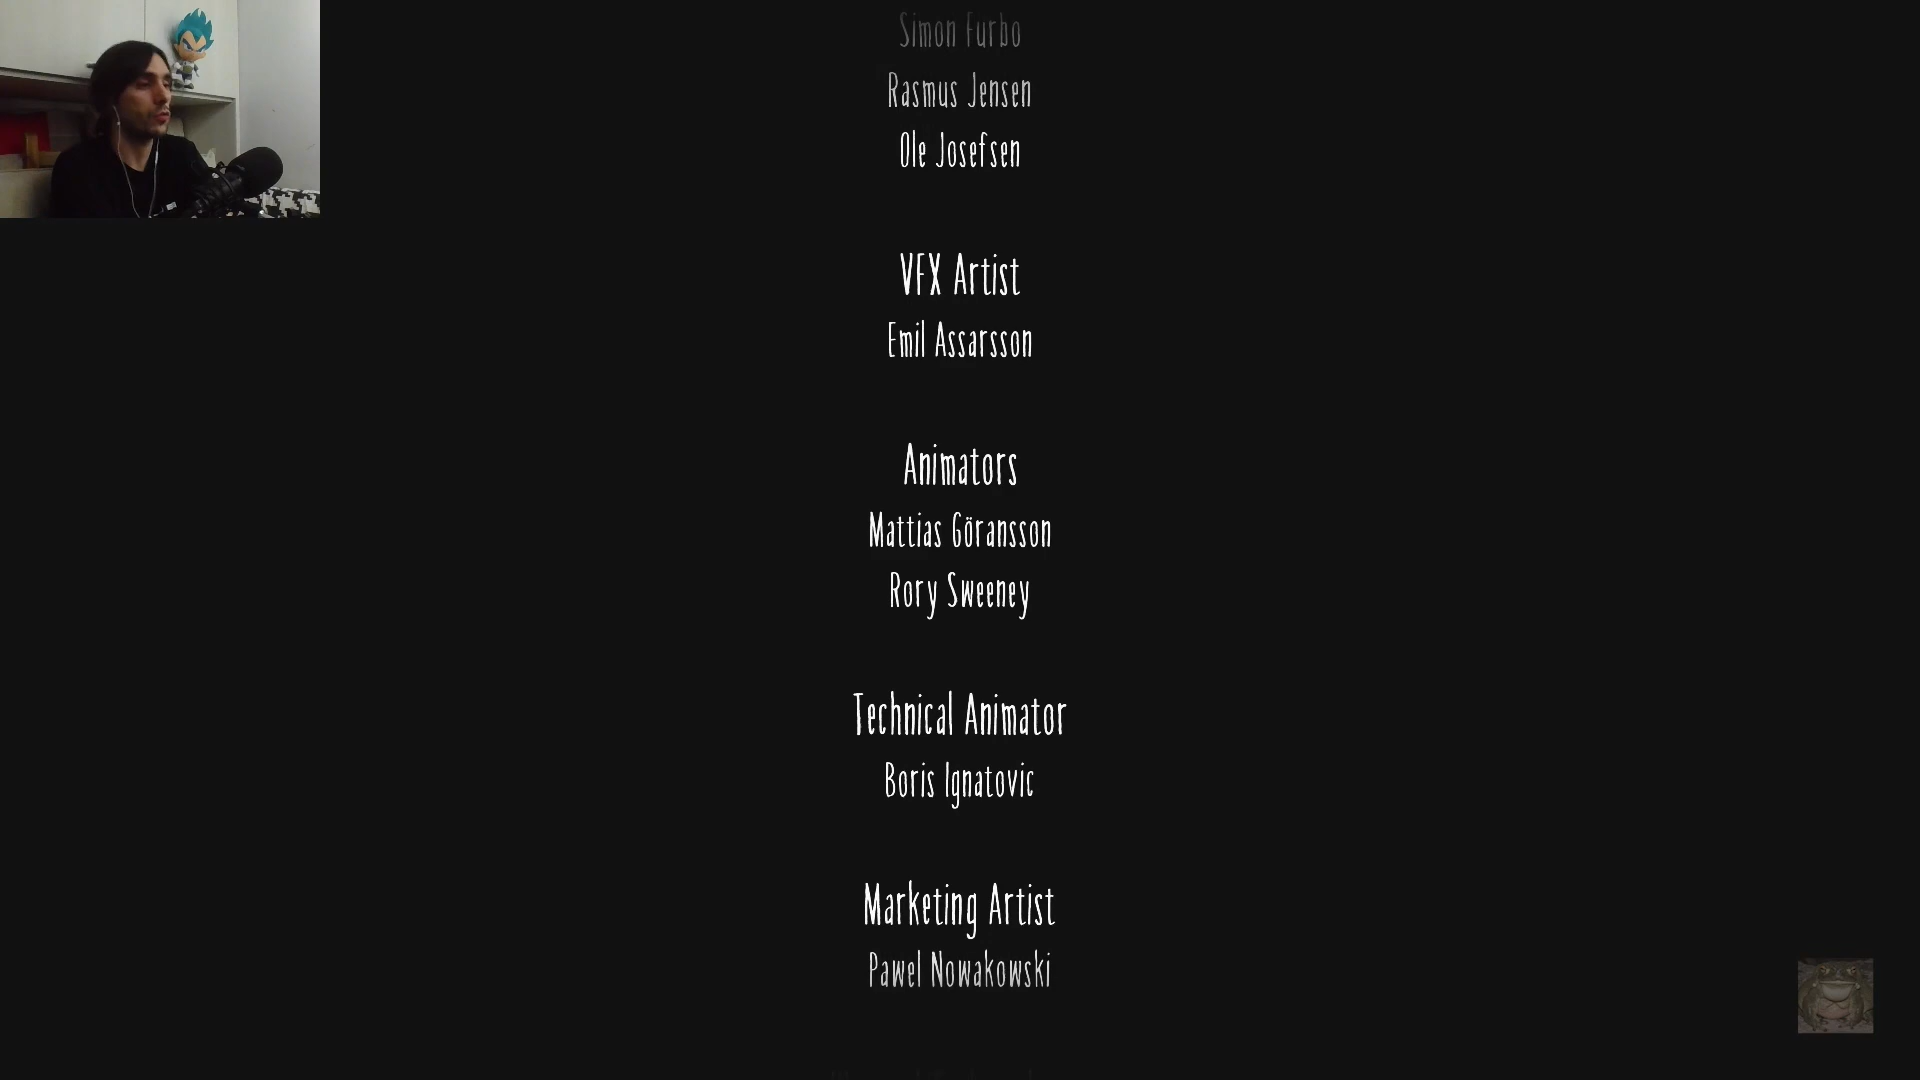 Simon Furbo
Rasmus Jensen
Ole Josefsen
VFX Artist
Emil Assarsson
Animators
Mattias Göransson
Rory Sweeney
Technical Animator
Boris Ignatovic
Marketing Artist
Pawel Nowakowski